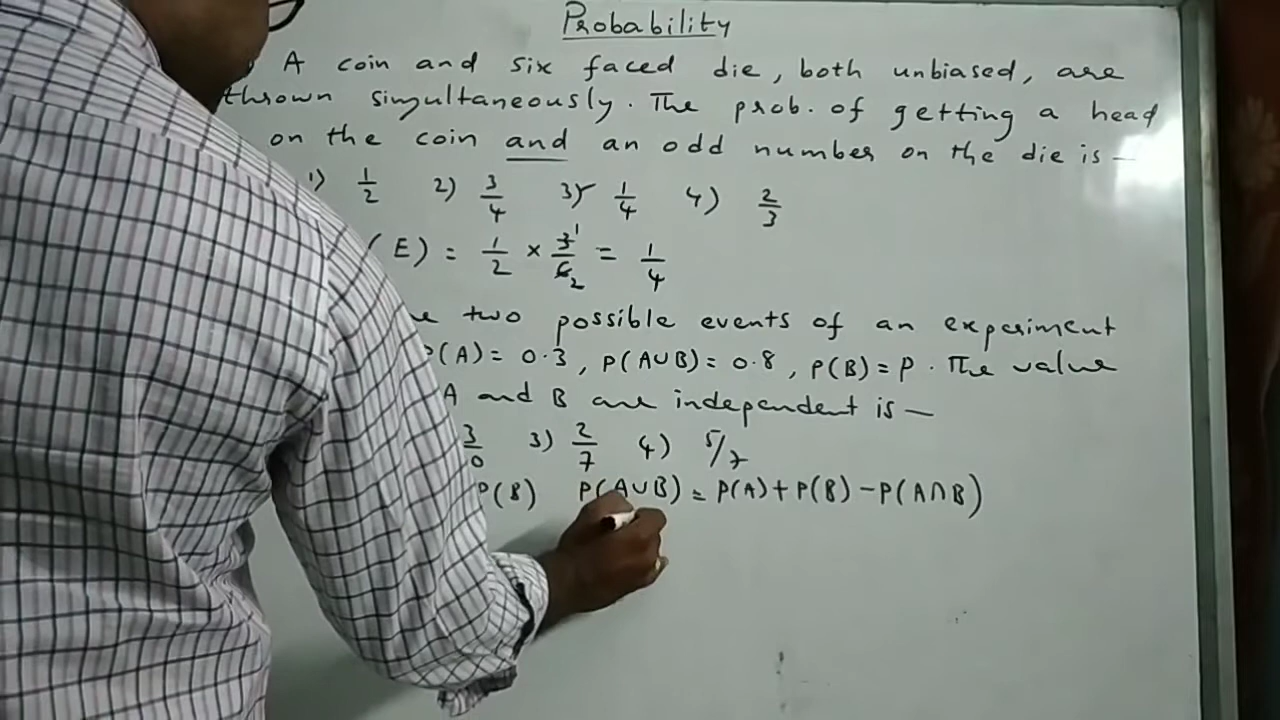 Probability
A coin and six faced die, both unbiased, are
thrown simultaneously. The prob. of getting a head
on the coin and an odd number on the die is —
1) 1/2 2) 3/4 3) 1/4 4) 2/3
(E) = 1/2 × 3/6 1 2 = 1/4
two possible events of an experiment
P(A) = 0.3, P(A∪B) = 0.8, P(B) = P. The value
A and B are independent is —
3) 2/7 4) 5/7
P(B) P(A∪B) = P(A) + P(B) - P(A∩B)